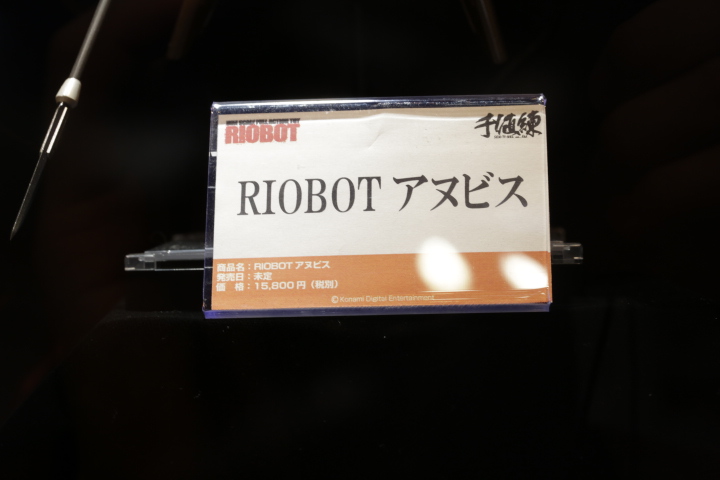 RIOBOT
千値練
RIOBOT アヌビス
商品名：RIOBOT アヌビス
発売日：未定
価　格：15,800円（税別）
© Konami Digital Entertainment